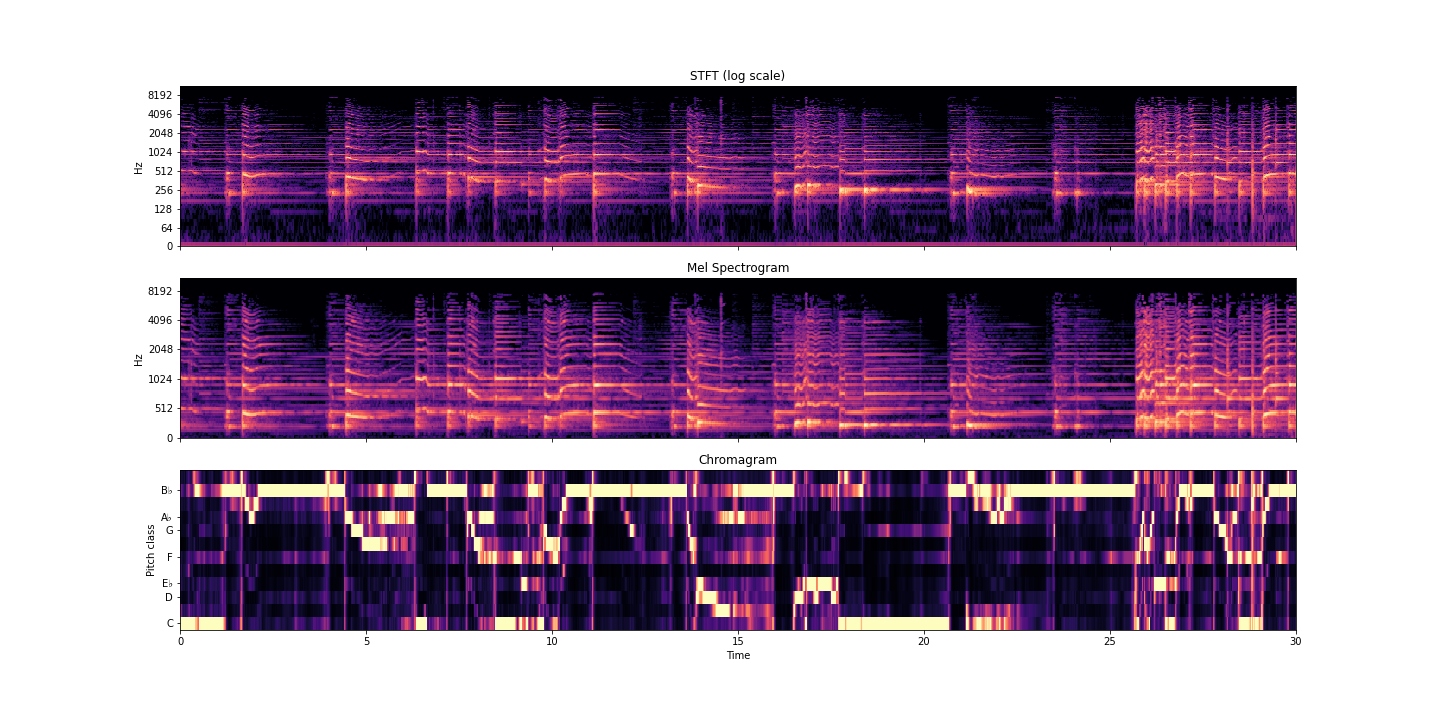 STFT (log scale)
8192
4096
2048
1024
512
256
128
64
0
Hz
Mel Spectrogram
8192
4096
2048
1024
512
0
Hz
Chromagram
B♭
A♭
G
F
E♭
D
C
Pitch class
0 5 10 15 20 25 30
Time